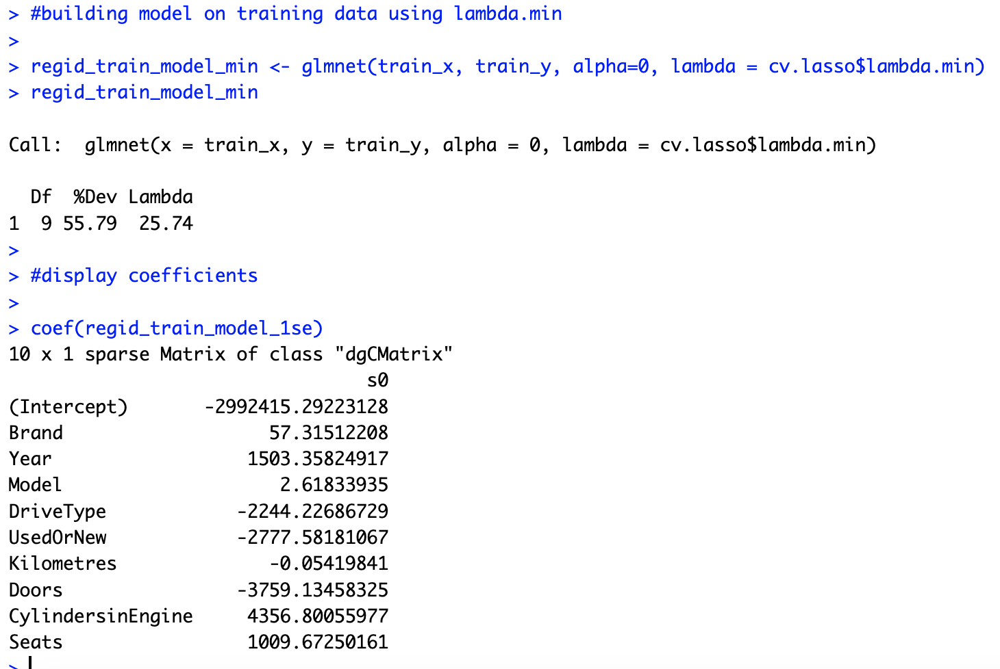 > #building model on training data using lambda.min
>
> regid_train_model_min <- glmnet(train_x, train_y, alpha=0, lambda = cv.lasso$lambda.min)
> regid_train_model_min
Call:  glmnet(x = train_x, y = train_y, alpha = 0, lambda = cv.lasso$lambda.min)
  Df  %Dev Lambda
1  9 55.79  25.74
>
> #display coefficients
>
> coef(regid_train_model_1se)
10 x 1 sparse Matrix of class "dgCMatrix"
                                 s0
(Intercept)       -2992415.29223128
Brand                   57.31512208
Year                  1503.35824917
Model                    2.61833935
DriveType            -2244.22686729
UsedOrNew            -2777.58181067
Kilometres              -0.05419841
Doors                -3759.13458325
CylindersinEngine     4356.80055977
Seats                 1009.67250161
>